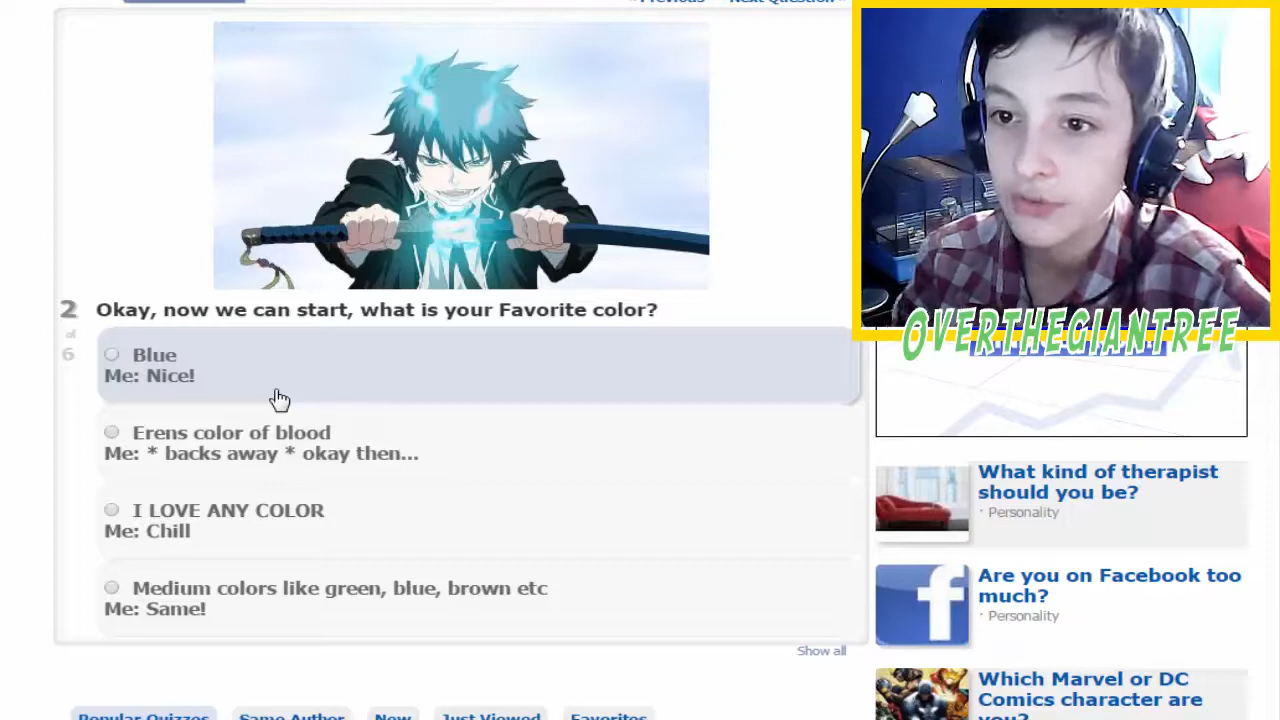 « Previous
Next Question »
2
of
6
Okay, now we can start, what is your Favorite color?
Blue
Me: Nice!
Erens color of blood
Me: * backs away * okay then...
I LOVE ANY COLOR
Me: Chill
Medium colors like green, blue, brown etc
Me: Same!
Show all
OVERTHEGIANTREE
What kind of therapist
should you be?
· Personality
Are you on Facebook too
much?
· Personality
Which Marvel or DC
Comics character are
you?
Popular Quizzes
Same Author
New
Just Viewed
Favorites